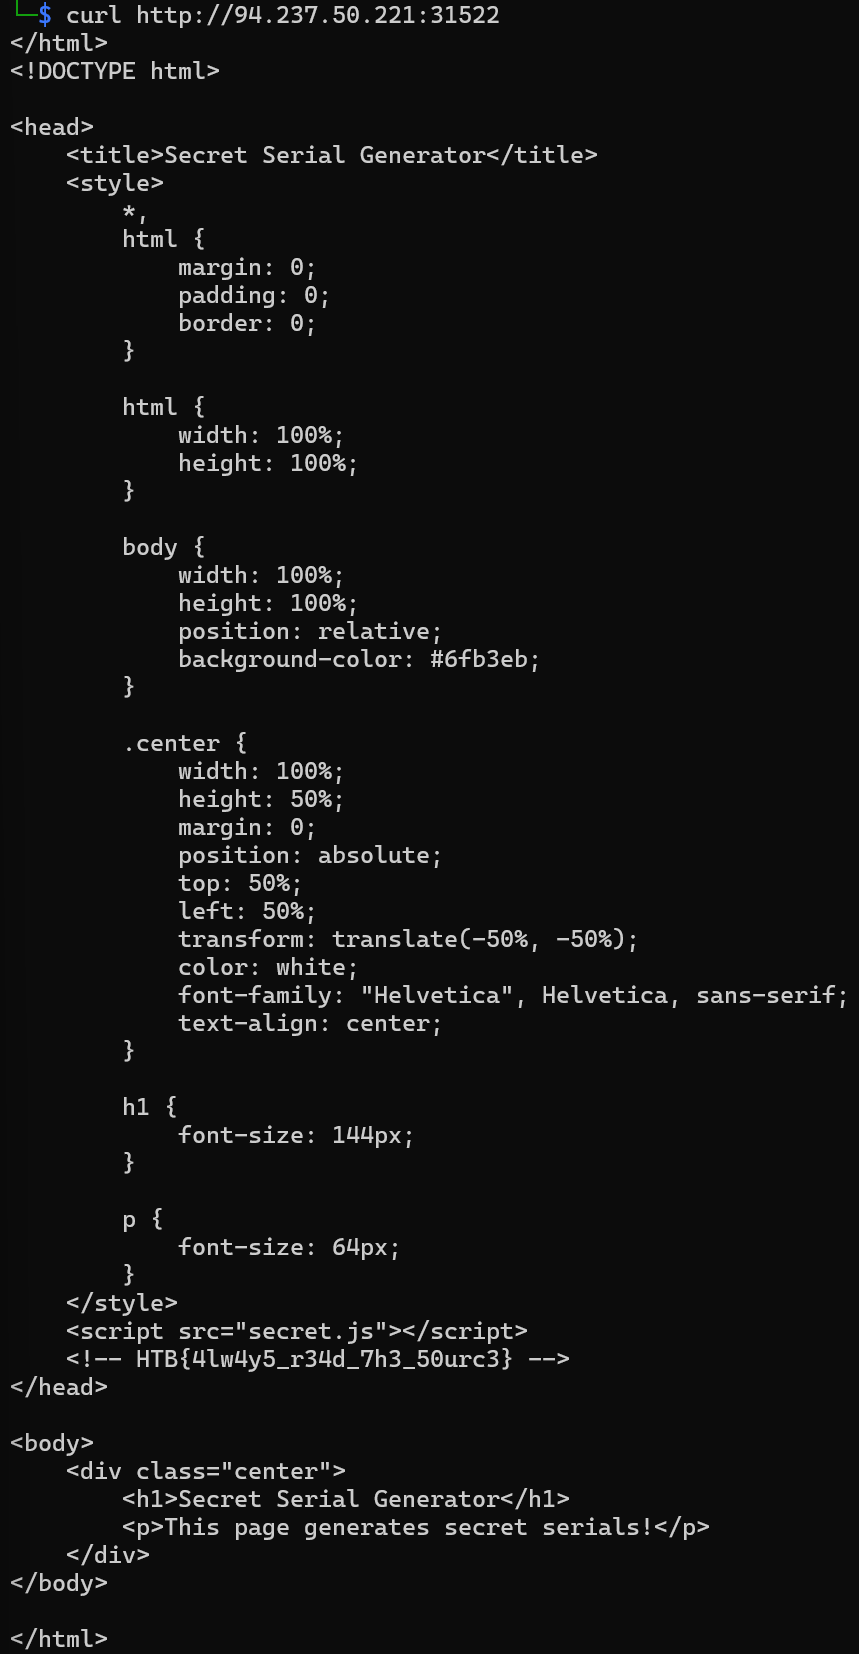 └─$ curl http://94.237.50.221:31522
</html>
<!DOCTYPE html>

<head>
    <title>Secret Serial Generator</title>
    <style>
        *,
        html {
            margin: 0;
            padding: 0;
            border: 0;
        }

        html {
            width: 100%;
            height: 100%;
        }

        body {
            width: 100%;
            height: 100%;
            position: relative;
            background-color: #6fb3eb;
        }

        .center {
            width: 100%;
            height: 50%;
            margin: 0;
            position: absolute;
            top: 50%;
            left: 50%;
            transform: translate(-50%, -50%);
            color: white;
            font-family: "Helvetica", Helvetica, sans-serif;
            text-align: center;
        }

        h1 {
            font-size: 144px;
        }

        p {
            font-size: 64px;
        }
    </style>
    <script src="secret.js"></script>
    <!-- HTB{4lw4y5_r34d_7h3_50urc3} -->
</head>

<body>
    <div class="center">
        <h1>Secret Serial Generator</h1>
        <p>This page generates secret serials!</p>
    </div>
</body>

</html>